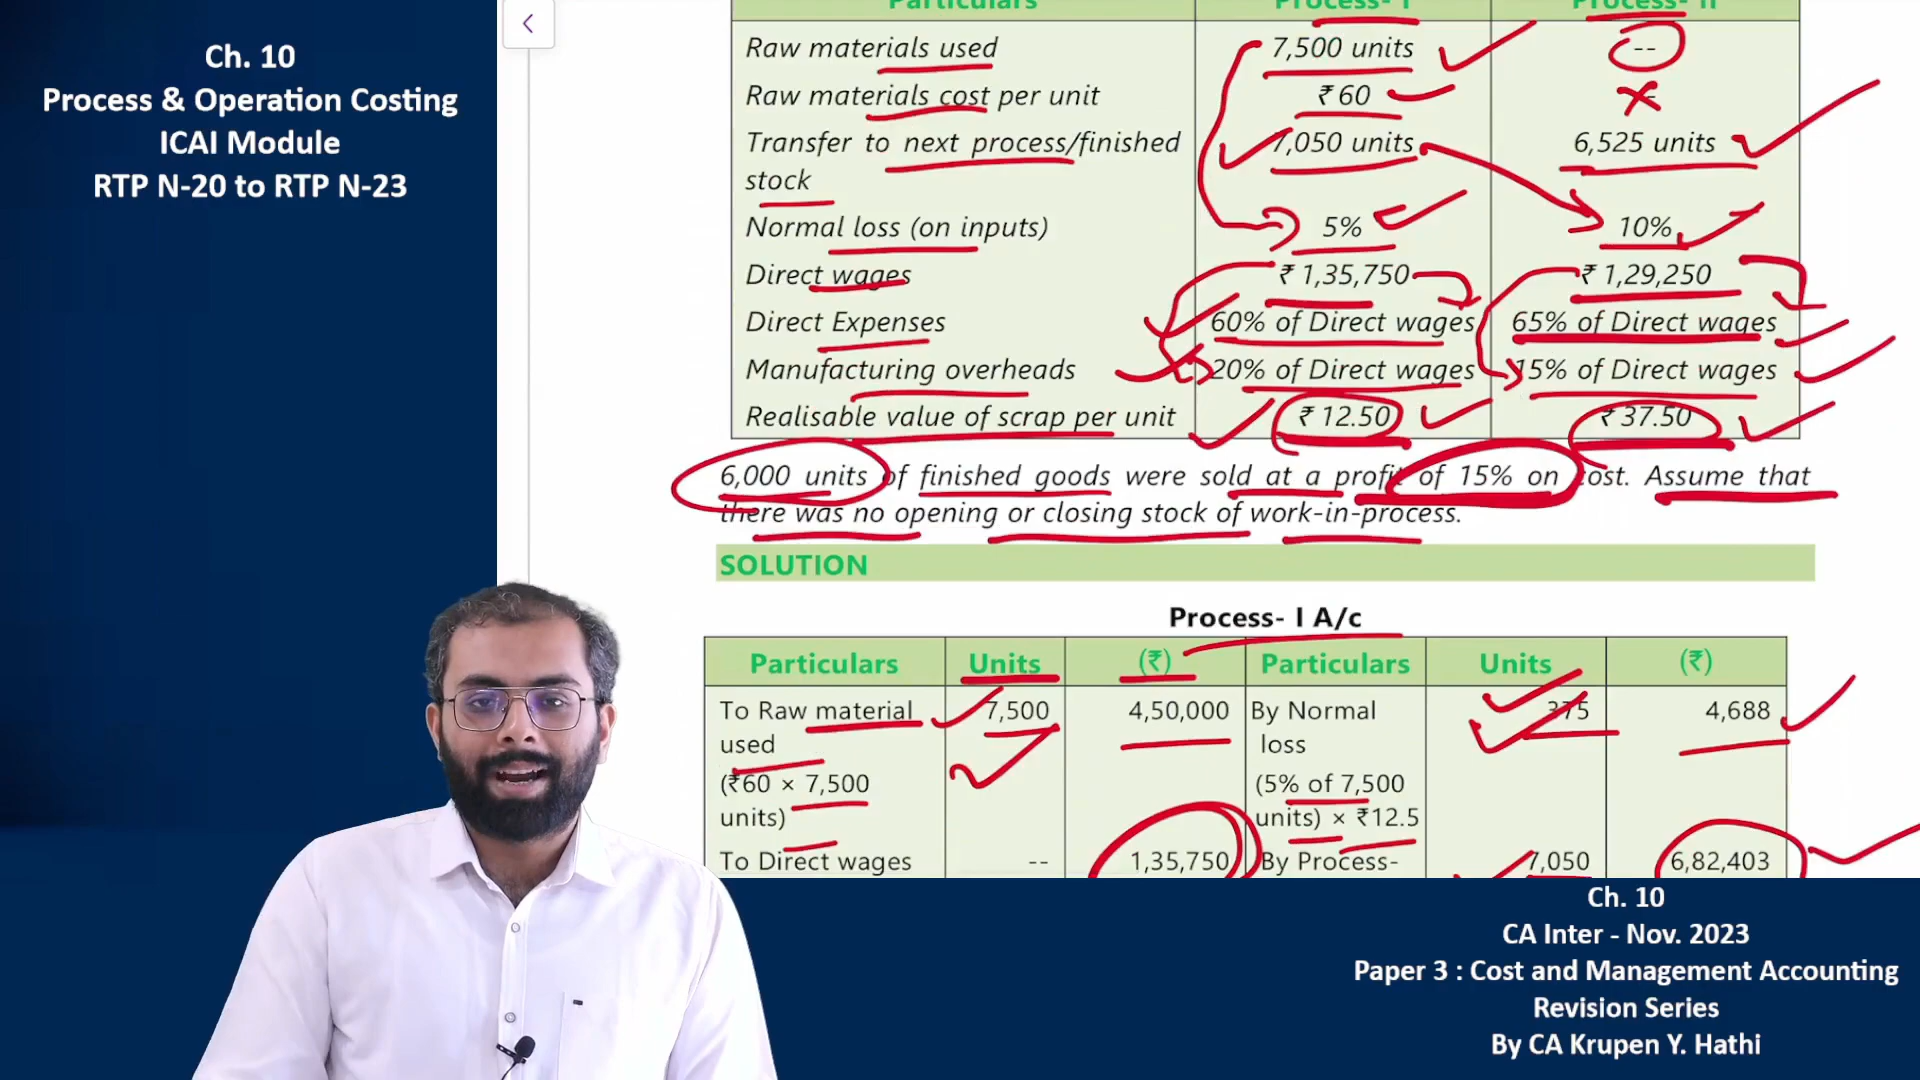 Ch. 10
Process & Operation Costing
ICAI Module
RTP N-20 to RTP N-23
Particulars Process- I Process- II
Raw materials used 7,500 units --
Raw materials cost per unit ₹ 60
Transfer to next process/finished 7,050 units 6,525 units
stock
Normal loss (on inputs) 5% 10%
Direct wages ₹ 1,35,750 ₹ 1,29,250
Direct Expenses 60% of Direct wages 65% of Direct wages
Manufacturing overheads 20% of Direct wages 15% of Direct wages
Realisable value of scrap per unit ₹ 12.50 ₹ 37.50
6,000 units of finished goods were sold at a profit of 15% on cost. Assume that
there was no opening or closing stock of work-in-process.
SOLUTION
Process- I A/c
Particulars Units (₹) Particulars Units (₹)
To Raw material 7,500 4,50,000 By Normal 375 4,688
used loss
(₹60 × 7,500 (5% of 7,500
units) units) × ₹12.5
To Direct wages -- 1,35,750 By Process- 7,050 6,82,403
Ch. 10
CA Inter - Nov. 2023
Paper 3 : Cost and Management Accounting
Revision Series
By CA Krupen Y. Hathi